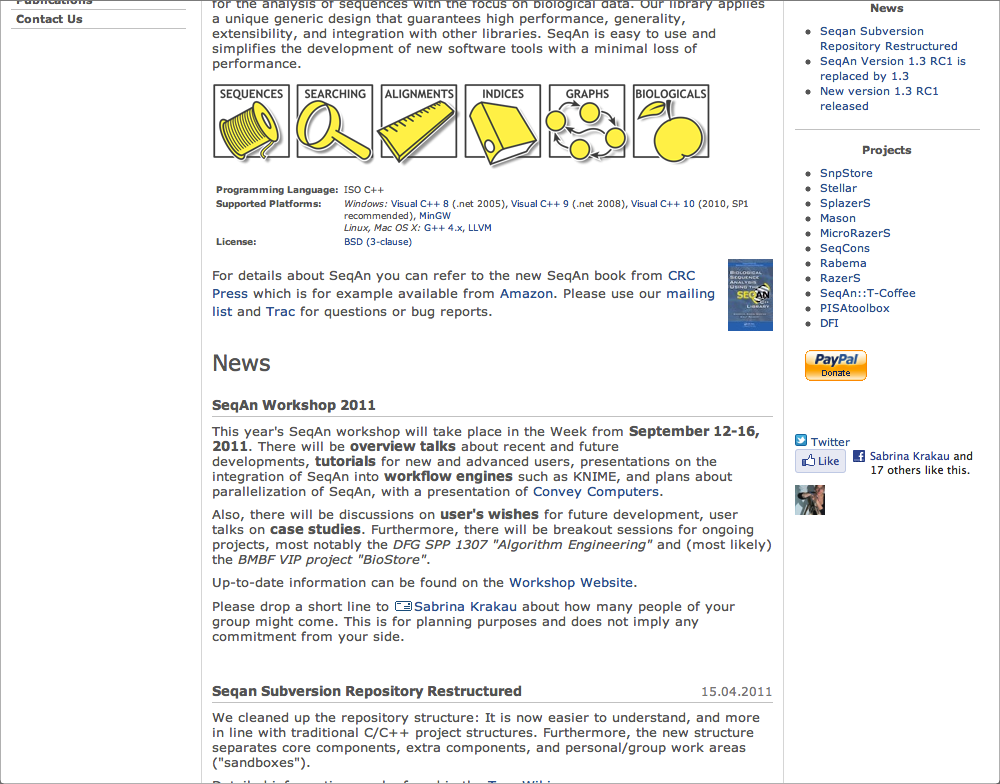 Publications
Contact Us
for the analysis of sequences with the focus on biological data. Our library applies
a unique generic design that guarantees high performance, generality,
extensibility, and integration with other libraries. SeqAn is easy to use and
simplifies the development of new software tools with a minimal loss of
performance.
SEQUENCES SEARCHING ALIGNMENTS INDICES GRAPHS BIOLOGICALS
Programming Language: ISO C++
Supported Platforms: Windows: Visual C++ 8 (.net 2005), Visual C++ 9 (.net 2008), Visual C++ 10 (2010, SP1
recommended), MinGW
Linux, Mac OS X: G++ 4.x, LLVM
License: BSD (3-clause)
For details about SeqAn you can refer to the new SeqAn book from CRC
Press which is for example available from Amazon. Please use our mailing
list and Trac for questions or bug reports.
BIOLOGICAL
SEQUENCE
ANALYSIS
USING THE
SEQAN
C++
LIBRARY
News
SeqAn Workshop 2011
This year's SeqAn workshop will take place in the Week from September 12-16,
2011. There will be overview talks about recent and future
developments, tutorials for new and advanced users, presentations on the
integration of SeqAn into workflow engines such as KNIME, and plans about
parallelization of SeqAn, with a presentation of Convey Computers.
Also, there will be discussions on user's wishes for future development, user
talks on case studies. Furthermore, there will be breakout sessions for ongoing
projects, most notably the DFG SPP 1307 "Algorithm Engineering" and (most likely)
the BMBF VIP project "BioStore".
Up-to-date information can be found on the Workshop Website.
Please drop a short line to Sabrina Krakau about how many people of your
group might come. This is for planning purposes and does not imply any
commitment from your side.
Seqan Subversion Repository Restructured 15.04.2011
We cleaned up the repository structure: It is now easier to understand, and more
in line with traditional C/C++ project structures. Furthermore, the new structure
separates core components, extra components, and personal/group work areas
("sandboxes").
News
Seqan Subversion
Repository Restructured
SeqAn Version 1.3 RC1 is
replaced by 1.3
New version 1.3 RC1
released
Projects
SnpStore
Stellar
SplazerS
Mason
MicroRazerS
SeqCons
Rabema
RazerS
SeqAn::T-Coffee
PISAtoolbox
DFI
PayPal
Donate
Twitter
Like Sabrina Krakau and
17 others like this.